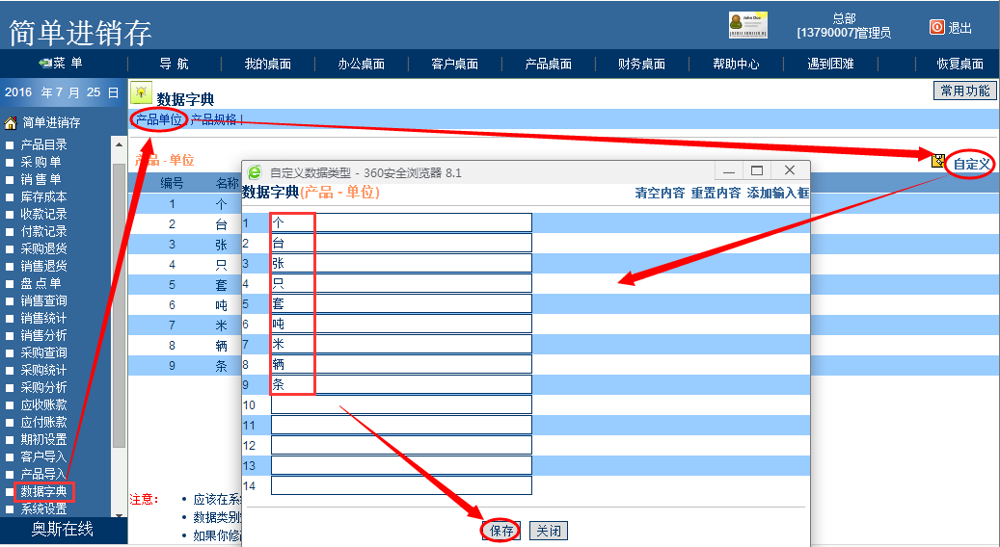 简单进销存
John Doe
总部
[13790007]管理员
退出
菜 单
导 航
我的桌面
办公桌面
客户桌面
产品桌面
财务桌面
帮助中心
遇到困难
恢复桌面
2016 年 7 月 25 日
简单进销存
产品目录
采 购 单
销 售 单
库存成本
收款记录
付款记录
采购退货
销售退货
盘 点 单
销售查询
销售统计
销售分析
采购查询
采购统计
采购分析
应收账款
应付账款
期初设置
客户导入
产品导入
数据字典
系统设置
奥斯在线
数据字典
常用功能
产品单位 | 产品规格 |
产品 - 单位
自定义
编号 名称
1 个
2 台
3 张
4 只
5 套
6 吨
7 米
8 辆
9 条
注意:
• 应该在系
• 数据类别
• 如果你修
自定义数据类型 - 360安全浏览器 8.1
数据字典(产品 - 单位)
清空内容 重置内容 添加输入框
1 个
2 台
3 张
4 只
5 套
6 吨
7 米
8 辆
9 条
10
11
12
13
14
保存 关闭